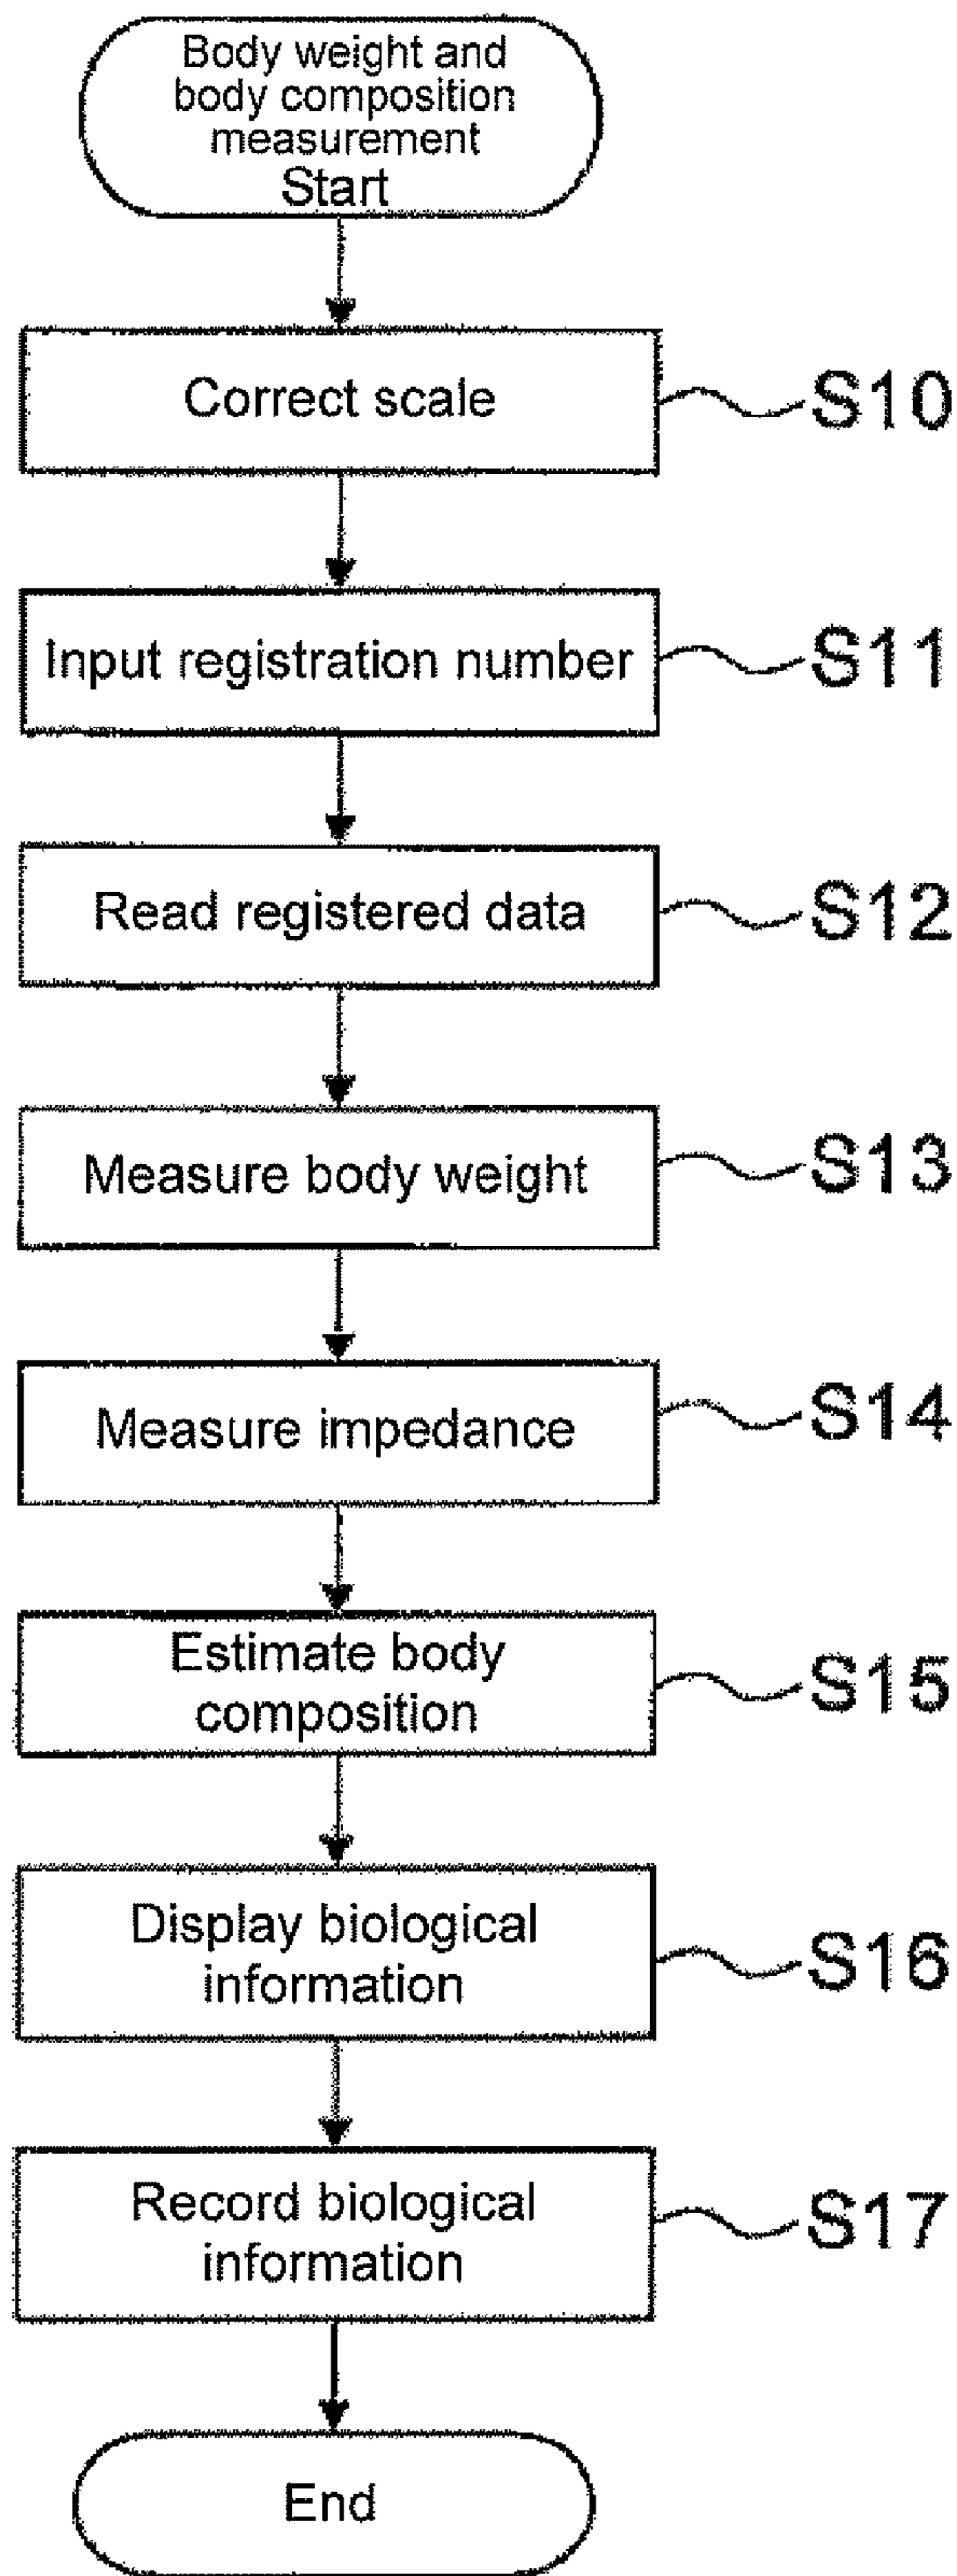 Body weight and
body composition
measurement
Start
Correct scale
S10
Input registration number
S11
Read registered data
S12
Measure body weight
S13
Measure impedance
S14
Estimate body
composition
S15
Display biological
information
S16
Record biological
information
S17
End